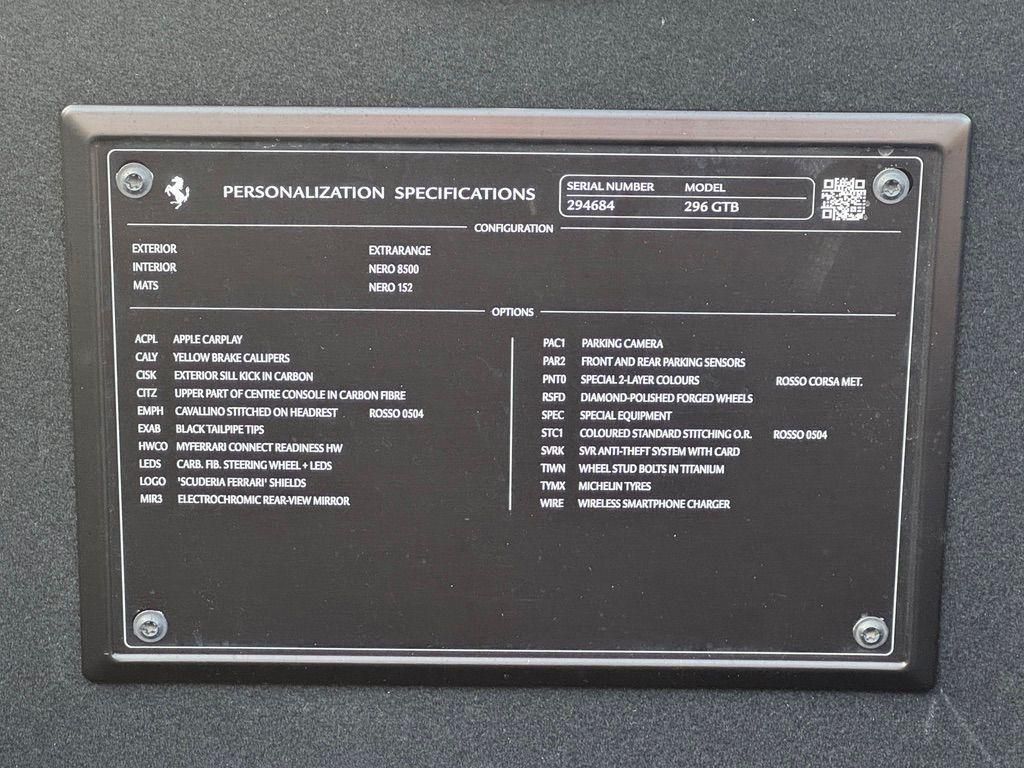 PERSONALIZATION SPECIFICATIONS
SERIAL NUMBER MODEL
294684 296 GTB
CONFIGURATION
EXTERIOR EXTRARANGE
INTERIOR NERO 8500
MATS NERO 152
OPTIONS
ACPL APPLE CARPLAY
CALY YELLOW BRAKE CALLIPERS
CISK EXTERIOR SILL KICK IN CARBON
CITZ UPPER PART OF CENTRE CONSOLE IN CARBON FIBRE
EMPH CAVALLINO STITCHED ON HEADREST ROSSO 0504
EXAB BLACK TAILPIPE TIPS
HWCO MYFERRARI CONNECT READINESS HW
LEDS CARB. FIB. STEERING WHEEL + LEDS
LOGO 'SCUDERIA FERRARI' SHIELDS
MIR3 ELECTROCHROMIC REAR-VIEW MIRROR
PAC1 PARKING CAMERA
PAR2 FRONT AND REAR PARKING SENSORS
PNT0 SPECIAL 2-LAYER COLOURS ROSSO CORSA MET.
RSFD DIAMOND-POLISHED FORGED WHEELS
SPEC SPECIAL EQUIPMENT
STC1 COLOURED STANDARD STITCHING O.R. ROSSO 0504
SVRK SVR ANTI-THEFT SYSTEM WITH CARD
TIWN WHEEL STUD BOLTS IN TITANIUM
TYMX MICHELIN TYRES
WIRE WIRELESS SMARTPHONE CHARGER